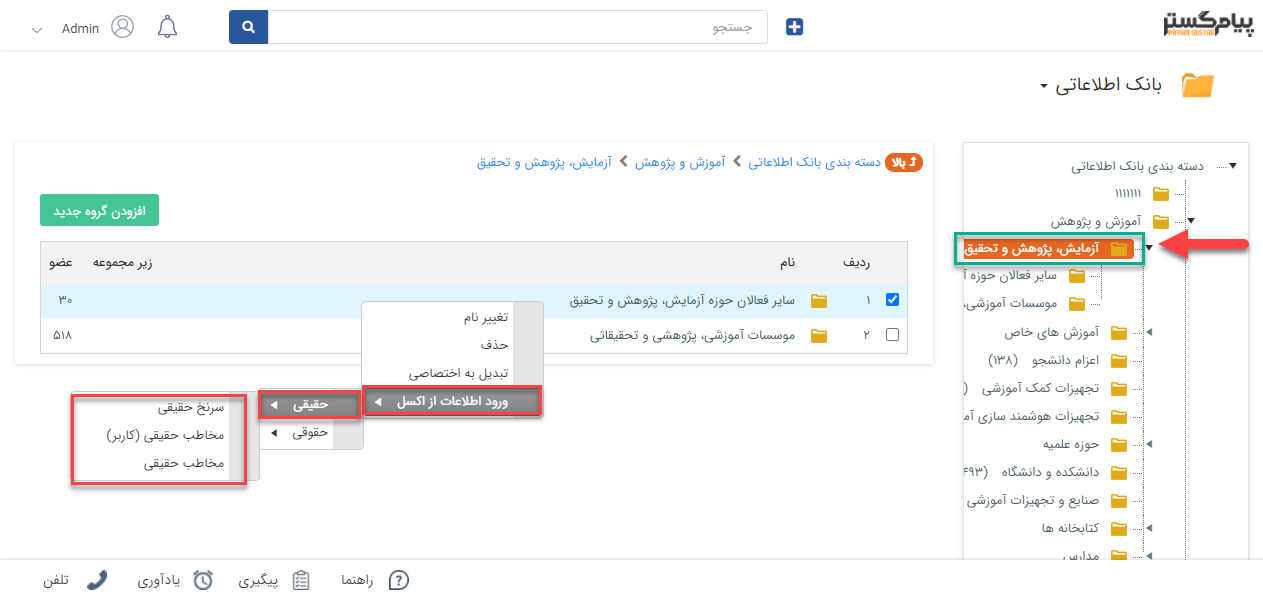 پیام‌گستر
PAYAM GOSTAR
جستجو
Admin
بانک اطلاعاتی
دسته بندی بانک اطلاعاتی
۱۱۱۱۱۱۱
آموزش و پژوهش
آزمایش، پژوهش و تحقیق
سایر فعالان حوزه آ
موسسات آموزشی،
آموزش های خاص
اعزام دانشجو (۱۳۸)
تجهیزات کمک آموزشی (
تجهیزات هوشمند سازی آم
حوزه علمیه
دانشکده و دانشگاه (۴۹۳
صنایع و تجهیزات آموزشی
کتابخانه ها
مدارس
بالا دسته بندی بانک اطلاعاتی آموزش و پژوهش آزمایش، پژوهش و تحقیق
افزودن گروه جدید
ردیف نام زیر مجموعه عضو
۱ سایر فعالان حوزه آزمایش، پژوهش و تحقیق ۳۰
۲ موسسات آموزشی، پژوهشی و تحقیقاتی ۵۱۸
تغییر نام
حذف
تبدیل به اختصاصی
ورود اطلاعات از اکسل
حقیقی
حقوقی
سرنخ حقیقی
مخاطب حقیقی (کاربر)
مخاطب حقیقی
راهنما پیگیری یادآوری تلفن